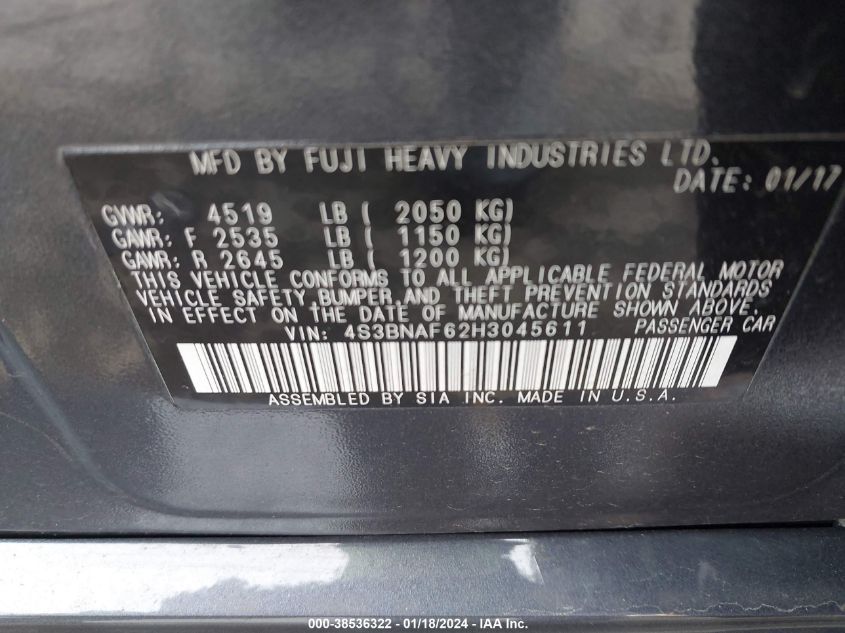 MFD BY FUJI HEAVY INDUSTRIES LTD.
DATE: 01/17
GVWR: 4519 LB ( 2050 KG)
GAWR: F 2535 LB ( 1150 KG)
GAWR: R 2645 LB ( 1200 KG)
THIS VEHICLE CONFORMS TO ALL APPLICABLE FEDERAL MOTOR
VEHICLE SAFETY, BUMPER, AND THEFT PREVENTION STANDARDS
IN EFFECT ON THE DATE OF MANUFACTURE SHOWN ABOVE.
VIN: 4S3BNAF62H3045611 PASSENGER CAR
ASSEMBLED BY SIA INC. MADE IN U.S.A.
000-38536322 - 01/18/2024 - IAA Inc.